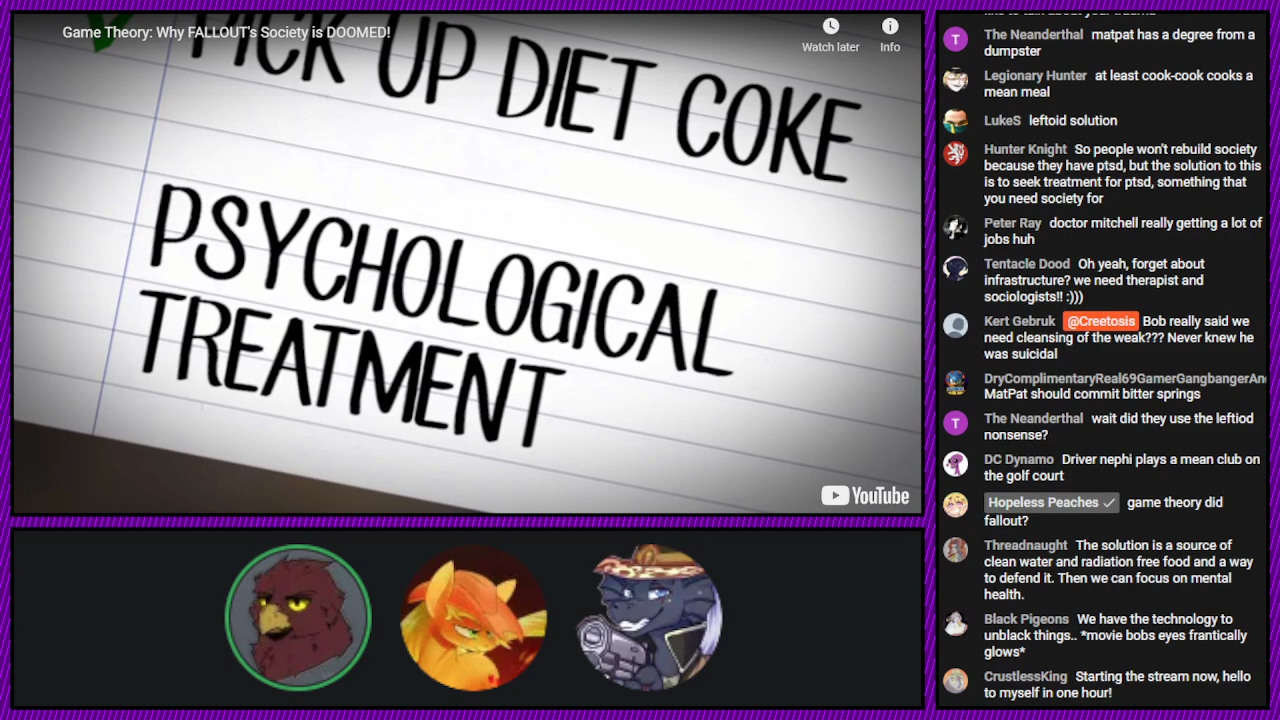 Game Theory: Why FALLOUT's Society is DOOMED!
Watch later
Info
PICK UP DIET COKE
PSYCHOLOGICAL
TREATMENT
YouTube
The Neanderthal matpat has a degree from a
dumpster
Legionary Hunter at least cook-cook cooks a
mean meal
LukeS leftoid solution
Hunter Knight So people won't rebuild society
because they have ptsd, but the solution to this
is to seek treatment for ptsd, something that
you need society for
Peter Ray doctor mitchell really getting a lot of
jobs huh
Tentacle Dood Oh yeah, forget about
infrastructure? we need therapist and
sociologists!! :)))
Kert Gebruk @Creetosis Bob really said we
need cleansing of the weak??? Never knew he
was suicidal
DryComplimentaryReal69GamerGangbangerAn
MatPat should commit bitter springs
T
The Neanderthal wait did they use the leftiod
nonsense?
DC Dynamo Driver nephi plays a mean club on
the golf court
Hopeless Peaches ✓ game theory did
fallout?
Threadnaught The solution is a source of
clean water and radiation free food and a way
to defend it. Then we can focus on mental
health.
Black Pigeons We have the technology to
unblack things.. *movie bobs eyes frantically
glows*
CrustlessKing Starting the stream now, hello
to myself in one hour!